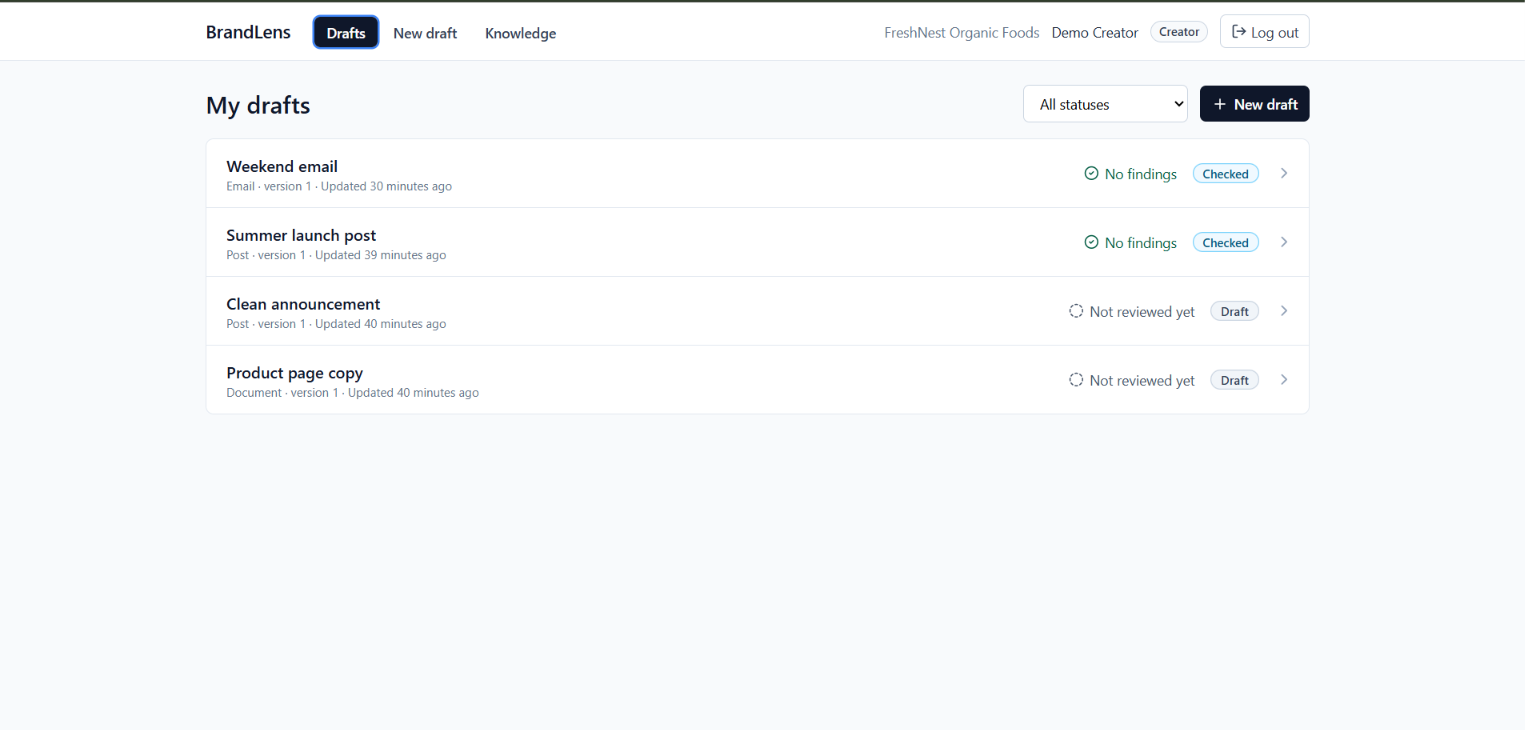 BrandLens Drafts New draft Knowledge FreshNest Organic Foods Demo Creator Creator Log out
My drafts All statuses + New draft
Weekend email
Email · version 1 · Updated 30 minutes ago
No findings Checked
Summer launch post
Post · version 1 · Updated 39 minutes ago
No findings Checked
Clean announcement
Post · version 1 · Updated 40 minutes ago
Not reviewed yet Draft
Product page copy
Document · version 1 · Updated 40 minutes ago
Not reviewed yet Draft